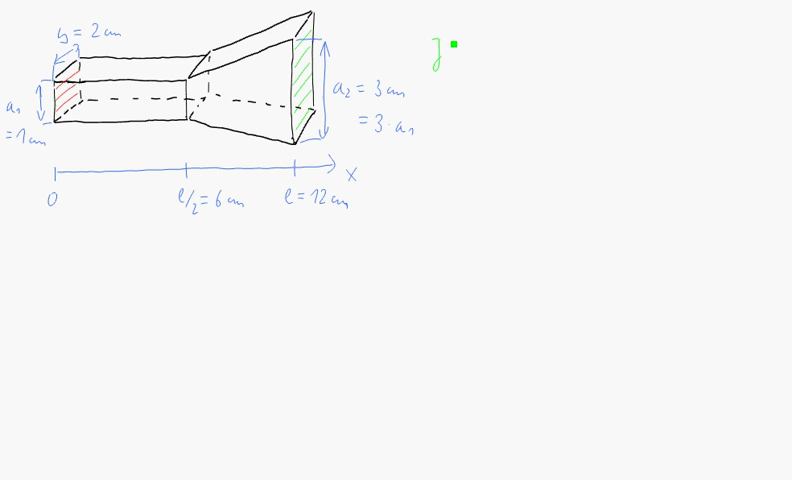 b = 2 cm
a₁
= 1 cm
a₂ = 3 cm
= 3 · a₁
x
0
l/2 = 6 cm
l = 12 cm